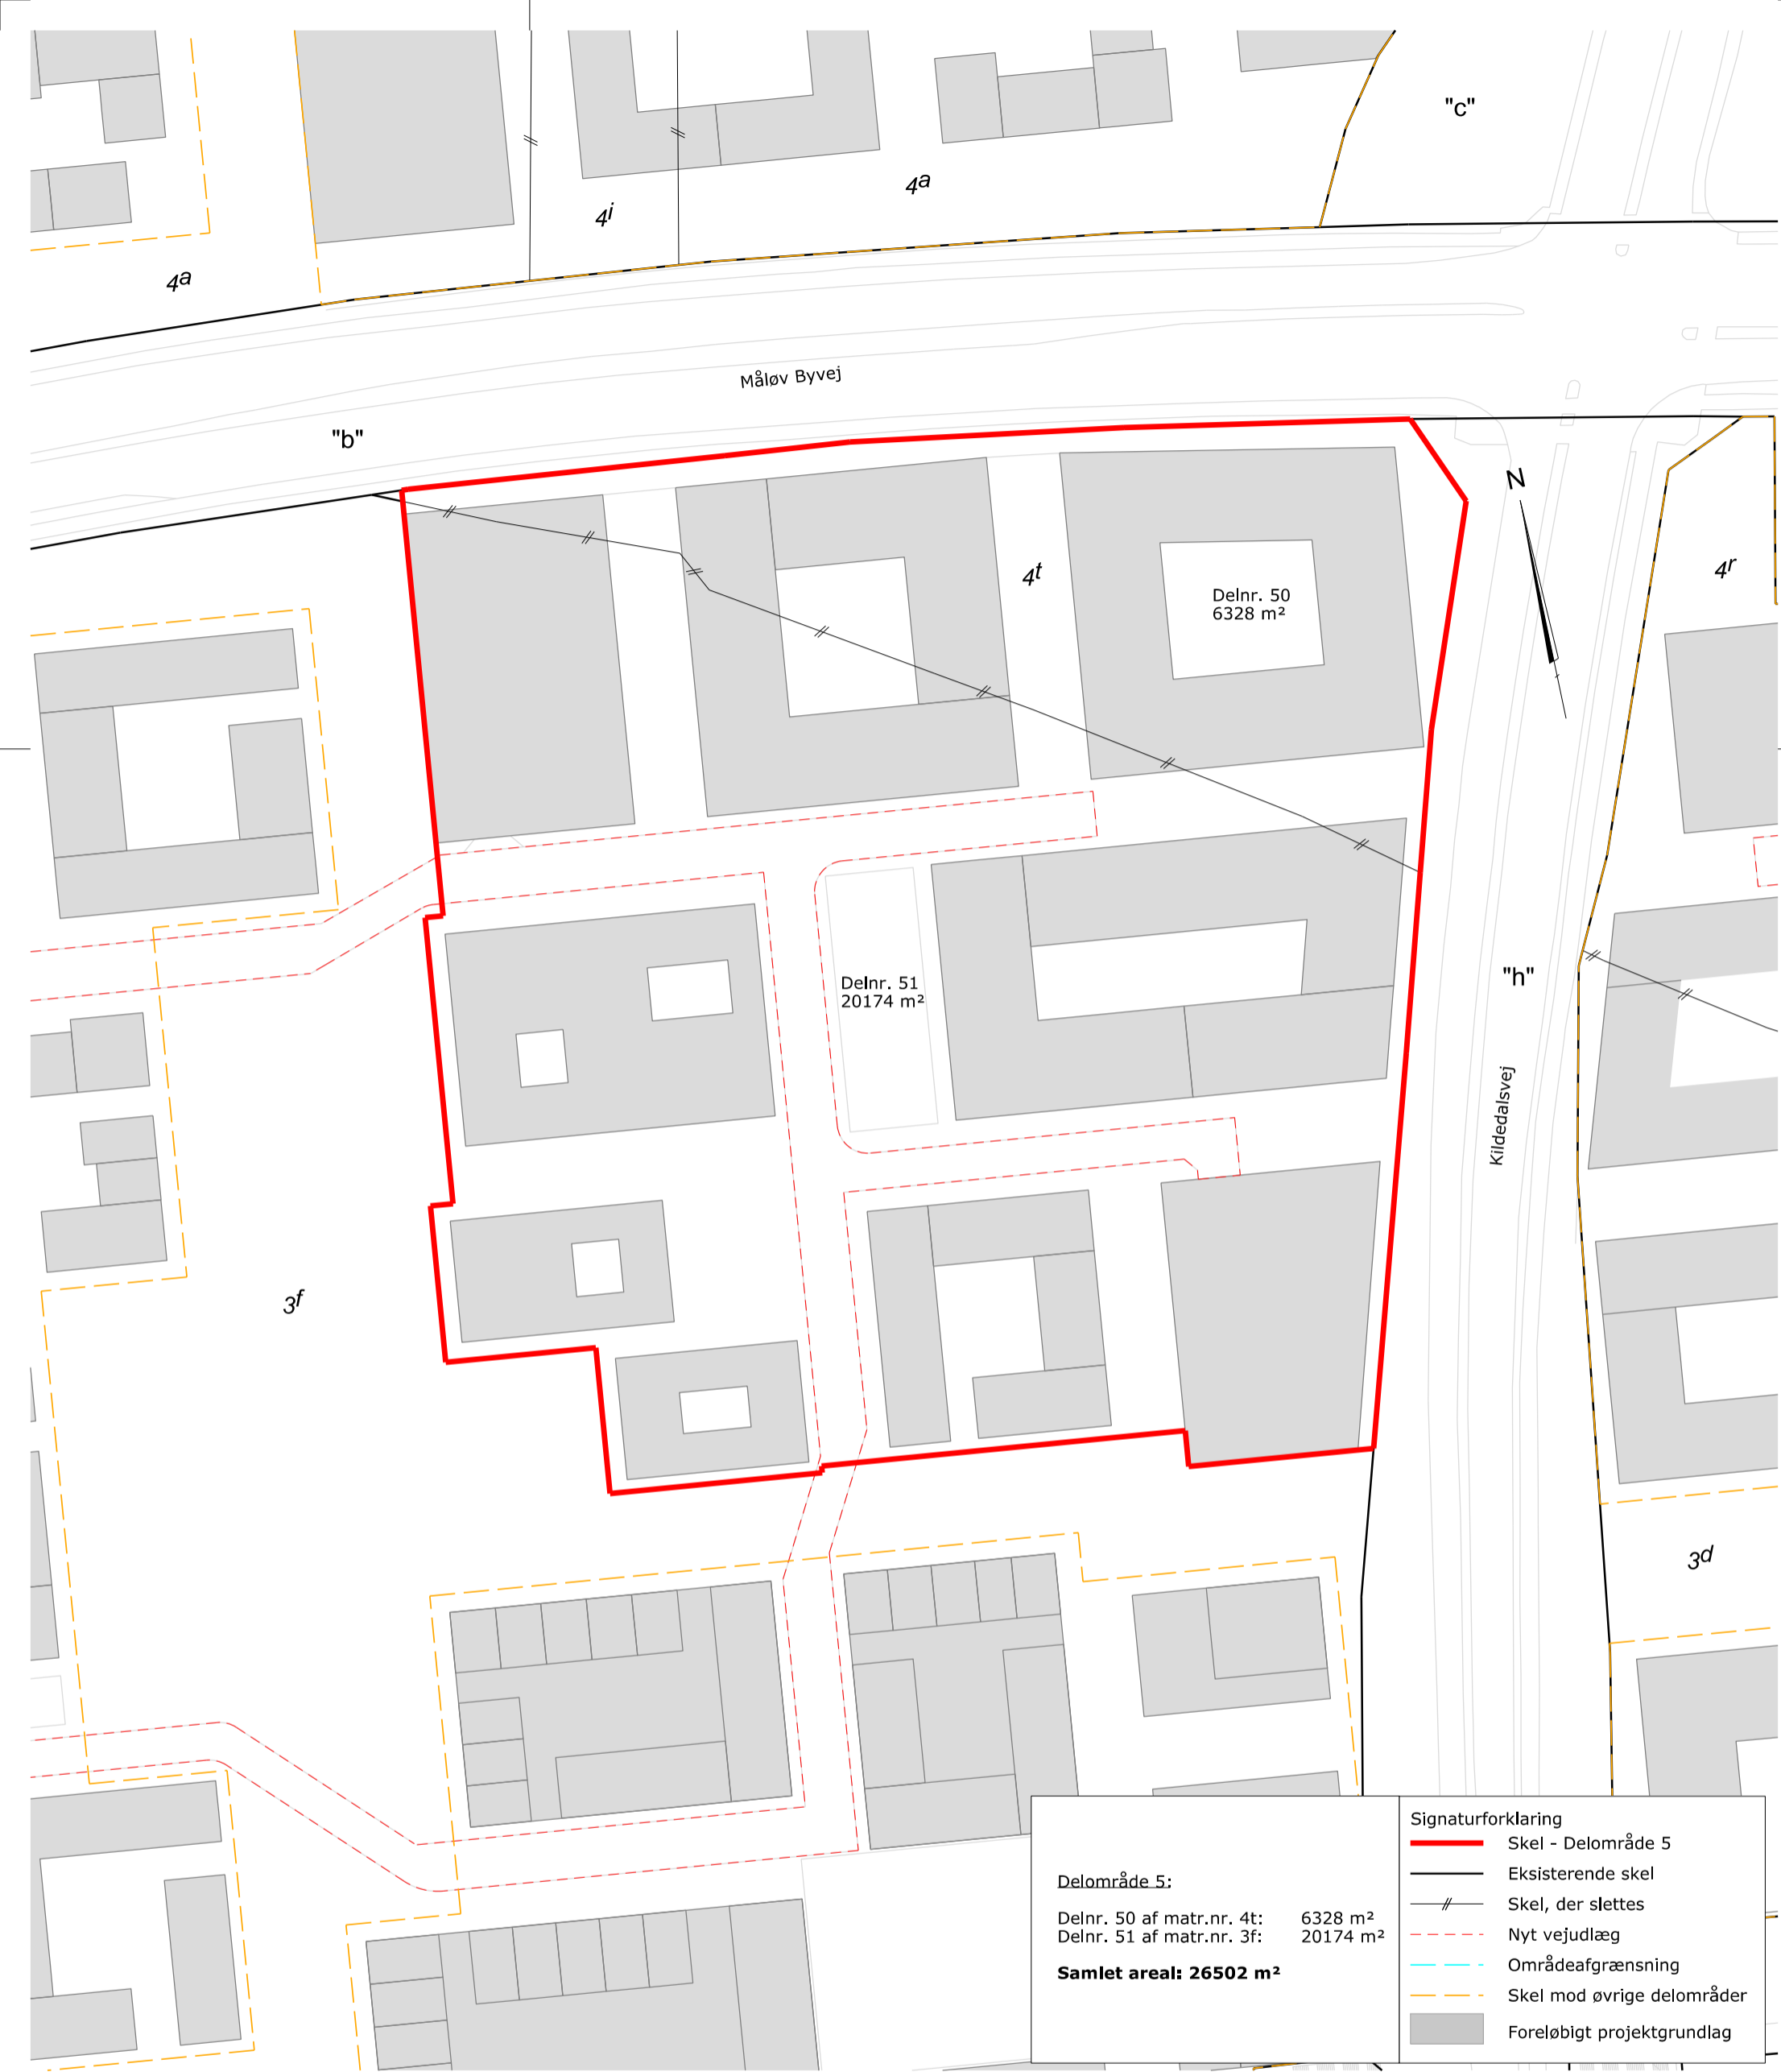 "c"
4a
4i
4a
Måløv Byvej
"b"
N
4t
Delnr. 50
6328 m²
4r
Delnr. 51
20174 m²
"h"
Kildedalsvej
3f
3d
Delområde 5:
Delnr. 50 af matr.nr. 4t: 6328 m²
Delnr. 51 af matr.nr. 3f: 20174 m²
Samlet areal: 26502 m²
Signaturforklaring
Skel - Delområde 5
Eksisterende skel
Skel, der slettes
Nyt vejudlæg
Områdeafgrænsning
Skel mod øvrige delområder
Foreløbigt projektgrundlag